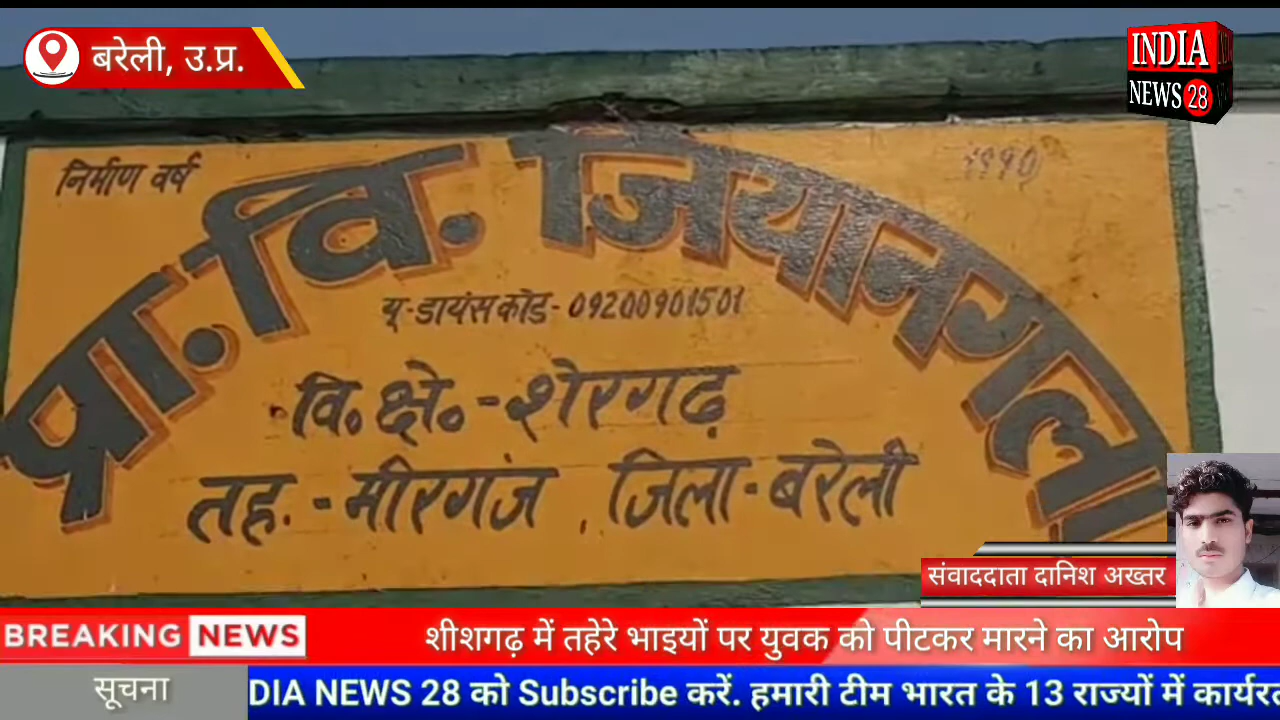 बरेली, उ.प्र.
INDIA
NEWS 28
निर्माण वर्ष
1990
प्रा. वि. जियानगला
यू-डायस कोड- 09200901501
वि. क्षे. - शेरगढ़
तह. - मीरगंज , जिला - बरेली
संवाददाता दानिश अख्तर
BREAKING NEWS
शीशगढ़ में तहेरे भाइयों पर युवक को पीटकर मारने का आरोप
सूचना
DIA NEWS 28 को Subscribe करें. हमारी टीम भारत के 13 राज्यों में कार्यरत